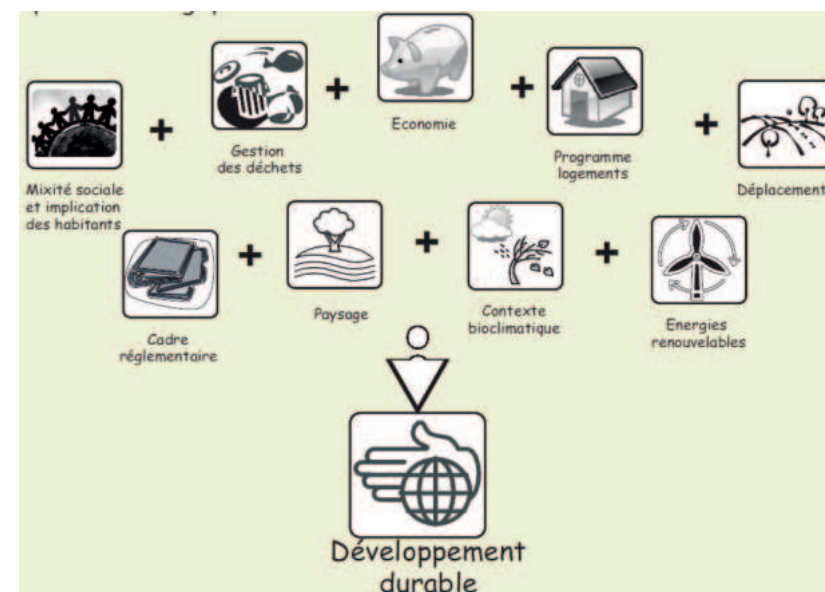 Economie
Gestion
des déchets
Programme
logements
Mixité sociale
et implication
des habitants
Déplacement
Cadre
réglementaire
Paysage
Contexte
bioclimatique
Energies
renouvelables
Développement
durable